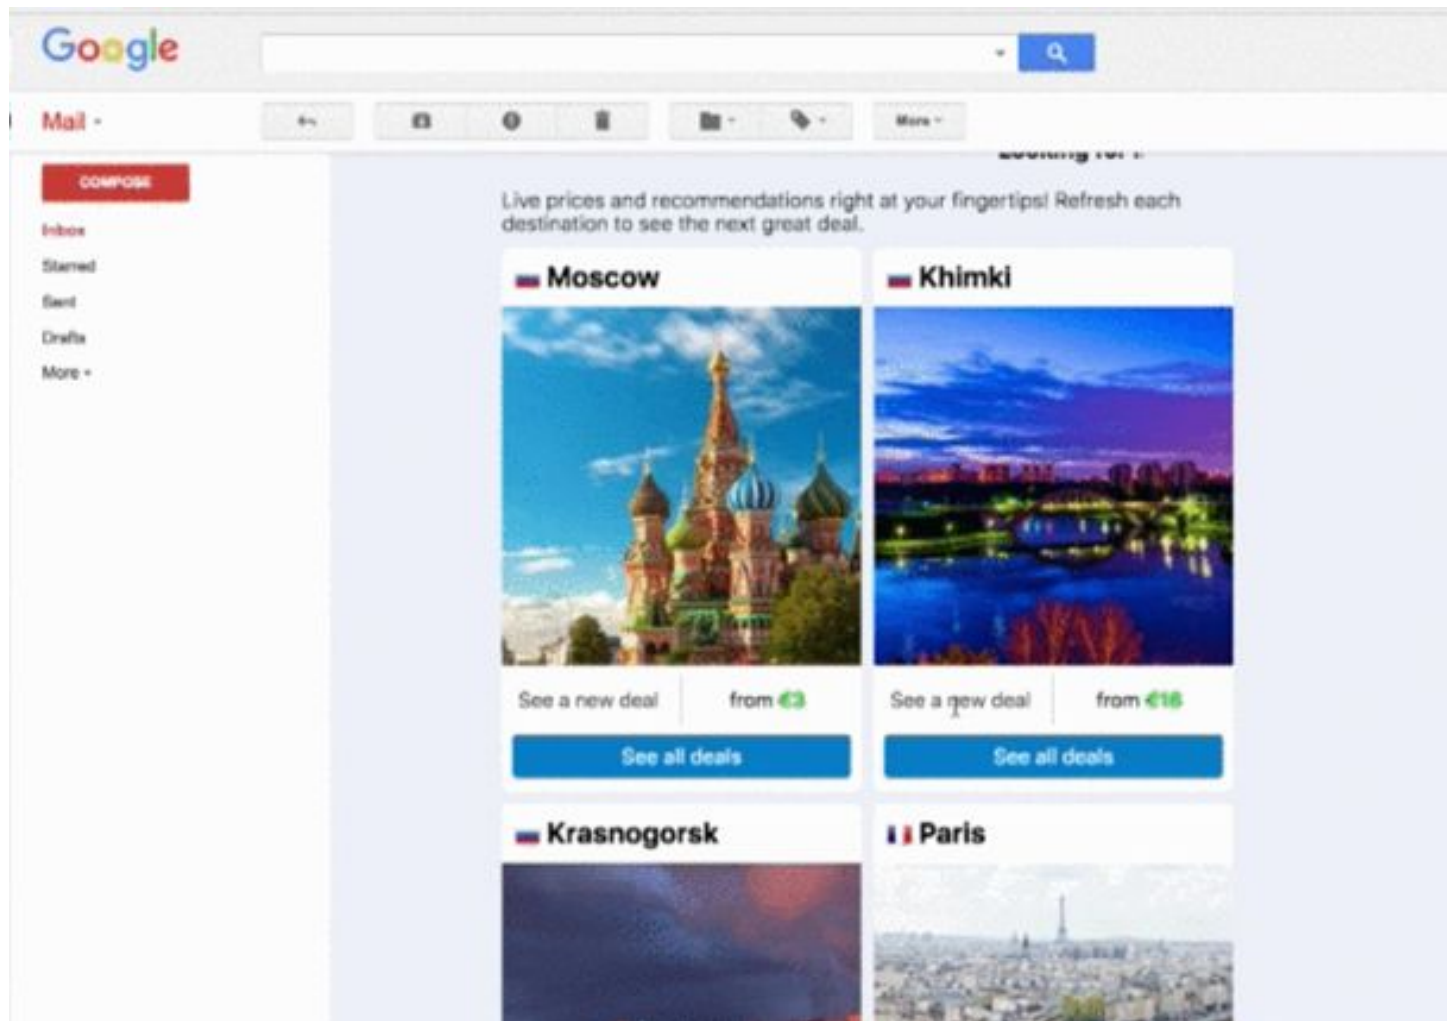 Google
Mail
More
COMPOSE
Inbox
Starred
Sent
Drafts
More
Looking for
Live prices and recommendations right at your fingertips! Refresh each
destination to see the next great deal.
Moscow
See a new deal
from €3
See all deals
Khimki
See a new deal
from €16
See all deals
Krasnogorsk
Paris